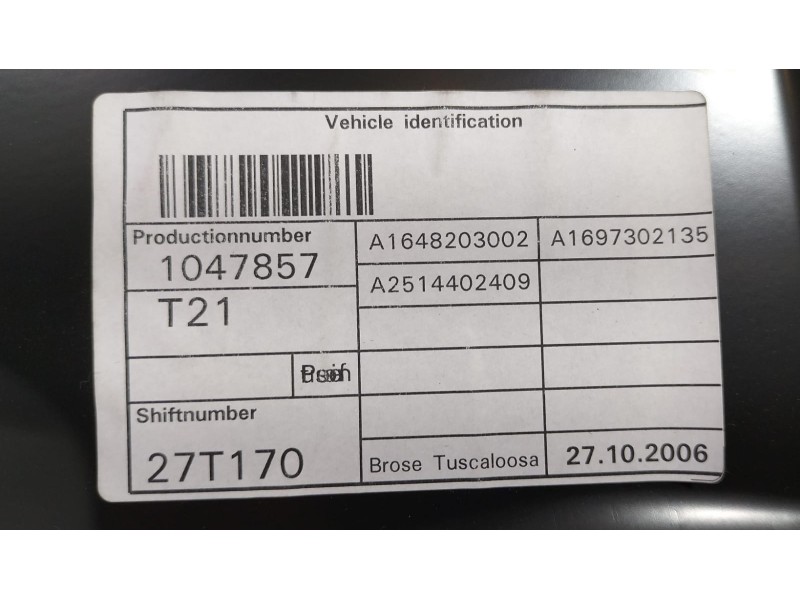 Vehicle identification
Productionnumber
1047857
A1648203002
A1697302135
A2514402409
T21
Shiftnumber
27T170
Brose Tuscaloosa
27.10.2006